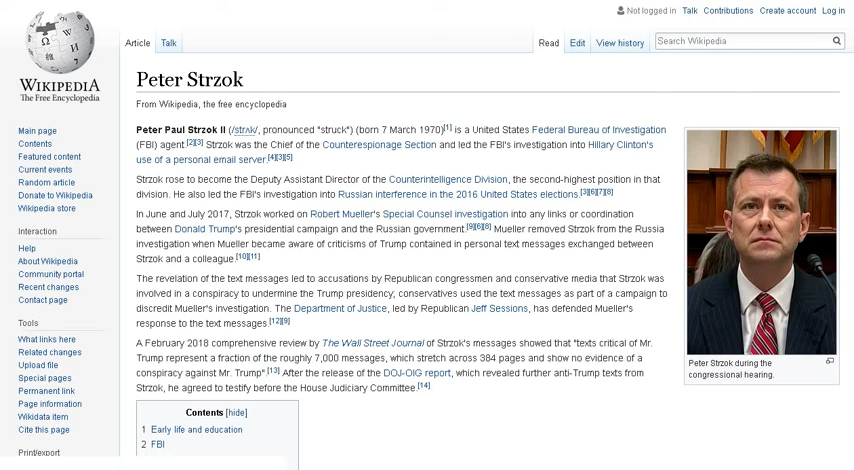 Not logged in Talk Contributions Create account Log in
Article Talk Read Edit View history Search Wikipedia
WIKIPEDIA
The Free Encyclopedia
Main page
Contents
Featured content
Current events
Random article
Donate to Wikipedia
Wikipedia store
Interaction
Help
About Wikipedia
Community portal
Recent changes
Contact page
Tools
What links here
Related changes
Upload file
Special pages
Permanent link
Page information
Wikidata item
Cite this page
Print/export
Peter Strzok
From Wikipedia, the free encyclopedia
Peter Paul Strzok II (/strʌk/, pronounced "struck") (born 7 March 1970)[1] is a United States Federal Bureau of Investigation
(FBI) agent.[2][3] Strzok was the Chief of the Counterespionage Section and led the FBI's investigation into Hillary Clinton's
use of a personal email server.[4][3][5]
Strzok rose to become the Deputy Assistant Director of the Counterintelligence Division, the second-highest position in that
division. He also led the FBI's investigation into Russian interference in the 2016 United States elections.[3][6][7][8]
In June and July 2017, Strzok worked on Robert Mueller's Special Counsel investigation into any links or coordination
between Donald Trump's presidential campaign and the Russian government.[9][6][8] Mueller removed Strzok from the Russia
investigation when Mueller became aware of criticisms of Trump contained in personal text messages exchanged between
Strzok and a colleague.[10][11]
The revelation of the text messages led to accusations by Republican congressmen and conservative media that Strzok was
involved in a conspiracy to undermine the Trump presidency; conservatives used the text messages as part of a campaign to
discredit Mueller's investigation. The Department of Justice, led by Republican Jeff Sessions, has defended Mueller's
response to the text messages.[12][9]
A February 2018 comprehensive review by The Wall Street Journal of Strzok's messages showed that "texts critical of Mr.
Trump represent a fraction of the roughly 7,000 messages, which stretch across 384 pages and show no evidence of a
conspiracy against Mr. Trump".[13] After the release of the DOJ-OIG report, which revealed further anti-Trump texts from
Strzok, he agreed to testify before the House Judiciary Committee.[14]
Peter Strzok during the
congressional hearing.
Contents [hide]
1 Early life and education
2 FBI